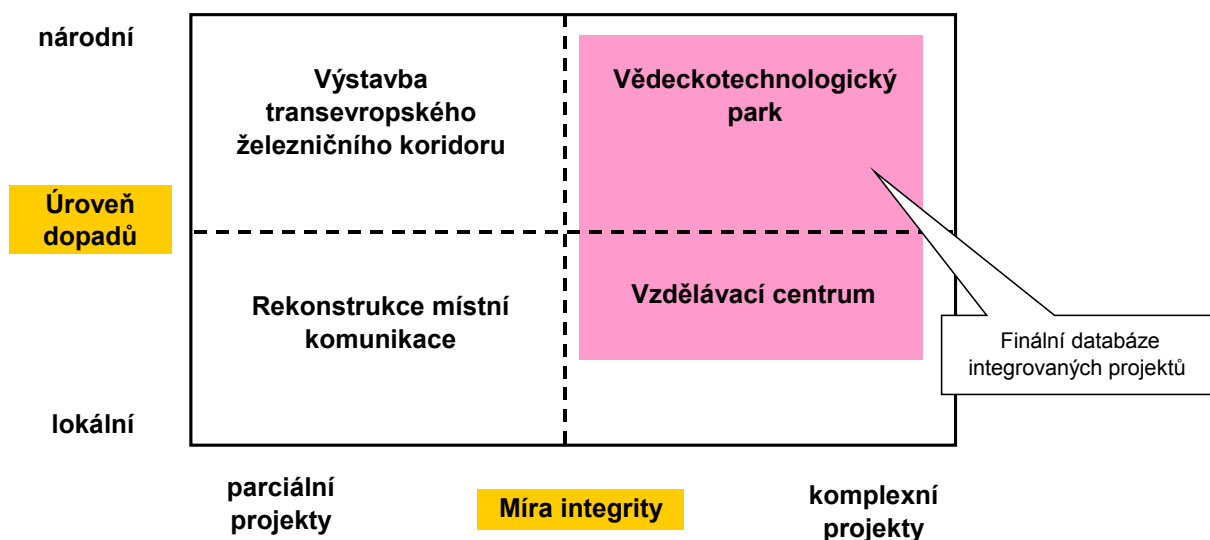 národní
Výstavba
transevropského
železničního koridoru
Vědeckotechnologický
park
Úroveň
dopadů
Rekonstrukce místní
komunikace
Vzdělávací centrum
Finální databáze
integrovaných projektů
lokální
parciální
projekty
Míra integrity
komplexní
projekty